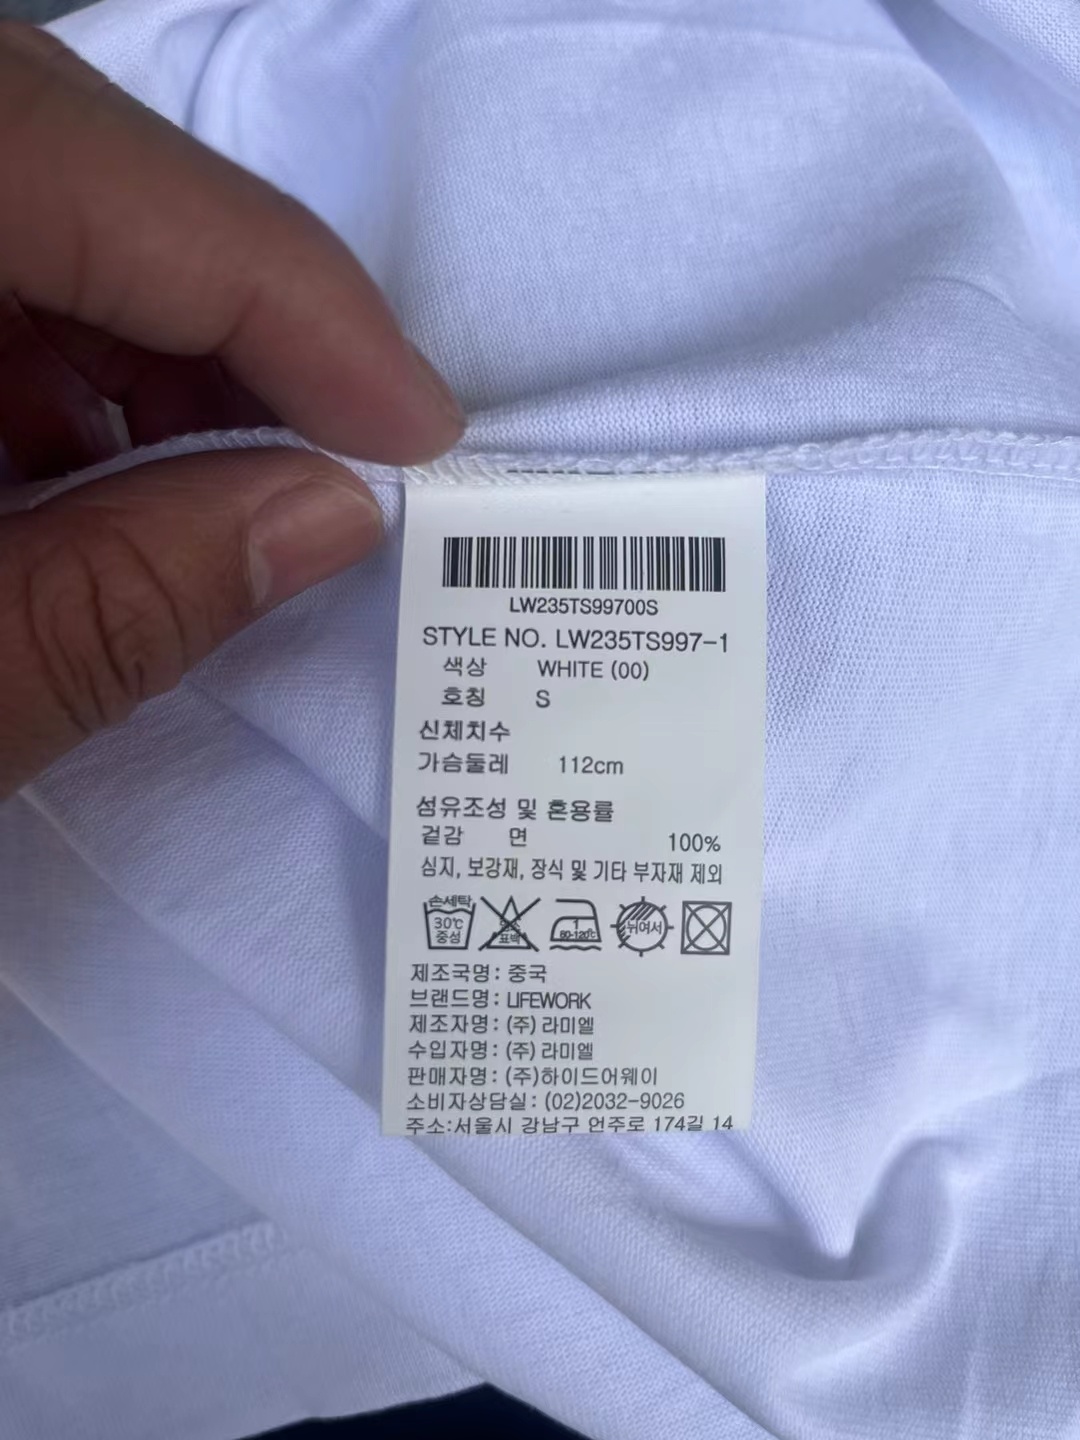 LW235TS99700S
STYLE NO. LW235TS997-1
색상 WHITE (00)
호칭 S
신체치수
가슴둘레 112cm
섬유조성 및 혼용률
겉감 면 100%
심지, 보강재, 장식 및 기타 부자재 제외
손세탁
30℃
중성
표백
1
80-120℃
뉘여서
제조국명: 중국
브랜드명: LIFEWORK
제조자명: (주) 라미엘
수입자명: (주) 라미엘
판매자명: (주)하이드어웨이
소비자상담실: (02)2032-9026
주소:서울시 강남구 언주로 174길 14